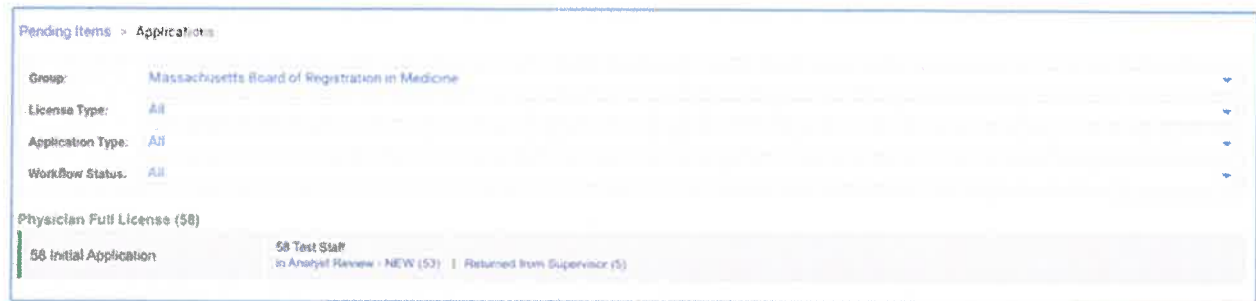 Pending Items > Applications
Group: Massachusetts Board of Registration in Medicine
License Type: All
Application Type: All
Workflow Status: All
Physician Full License (58)
58 Initial Application
58 Test Staff
In Analyst Review - NEW (53) | Returned from Supervisor (5)